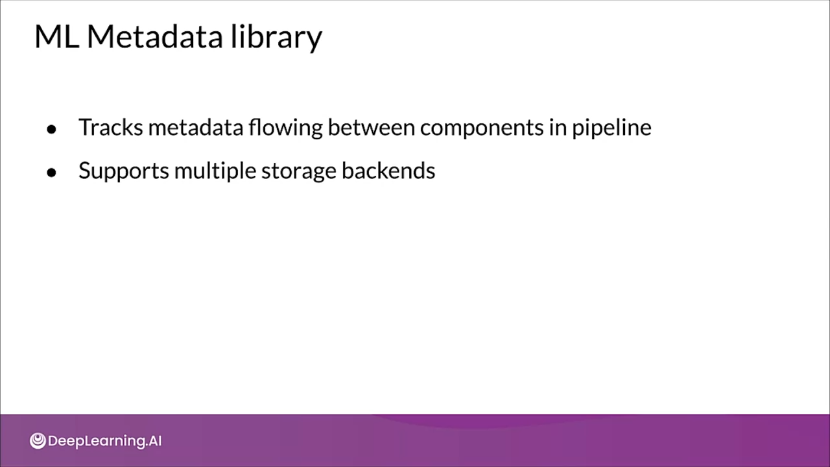 ML Metadata library
● Tracks metadata flowing between components in pipeline
● Supports multiple storage backends
DeepLearning.AI